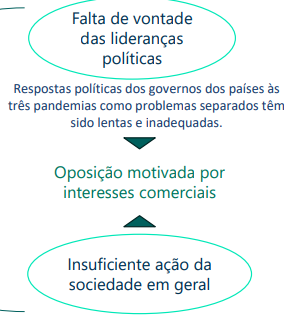 Falta de vontade
das lideranças
políticas
Respostas políticas dos governos dos países às
três pandemias como problemas separados têm
sido lentas e inadequadas.
Oposição motivada por
interesses comerciais
Insuficiente ação da
sociedade em geral